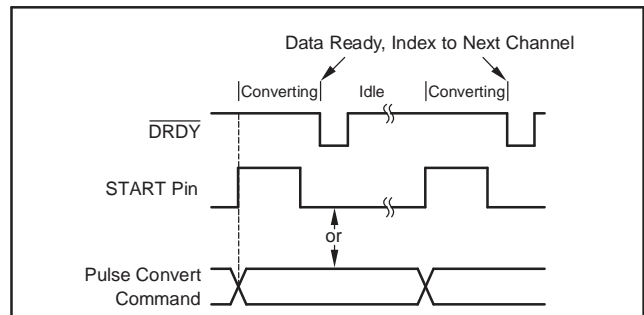 Data Ready, Index to Next Channel
Converting Idle Converting
DRDY
START Pin
or
Pulse Convert
Command